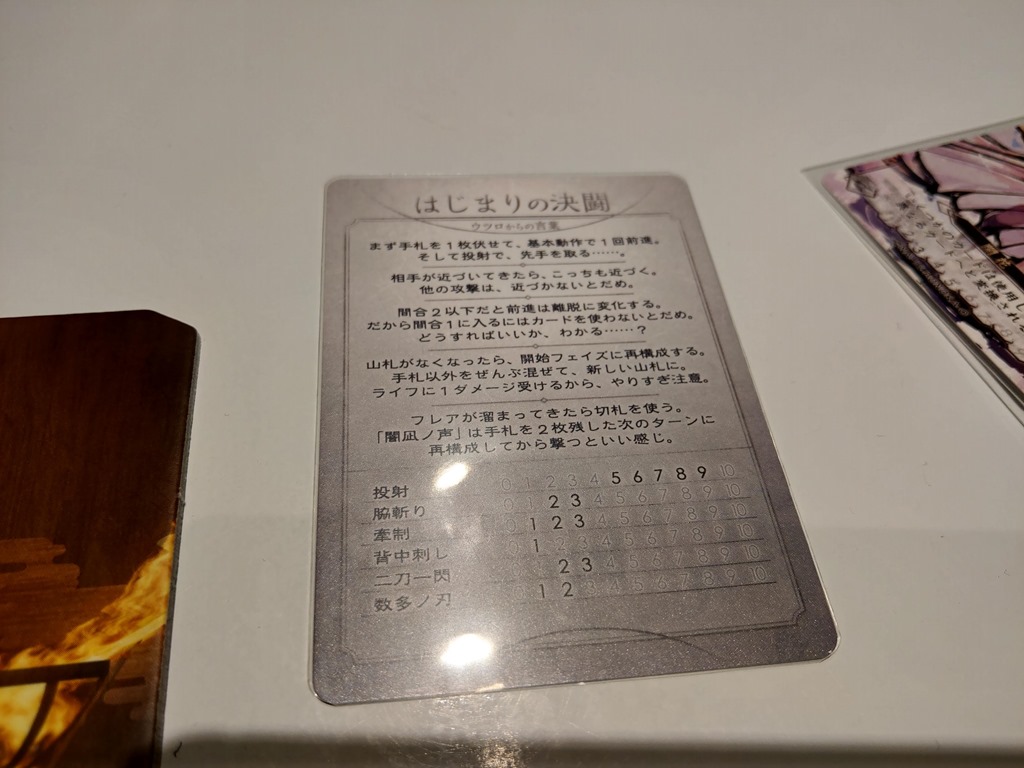 はじまりの決闘
ウツロからの言葉
まず手札を1枚伏せて、基本動作で1回前進。
そして投射で、先手を取る……。
相手が近づいてきたら、こっちも近づく。
他の攻撃は、近づかないとだめ。
間合2以下だと前進は離脱に変化する。
だから間合1に入るにはカードを使わないとだめ。
どうすればいいか、わかる……?
山札がなくなったら、開始フェイズに再構成する。
手札以外をぜんぶ混ぜて、新しい山札に。
ライフに1ダメージ受けるから、やりすぎ注意。
フレアが溜まってきたら切札を使う。
「闇凪ノ声」は手札を2枚残した次のターンに
再構成してから撃つといい感じ。
投射 0 1 2 3 4 5 6 7 8 9 10
脇斬り 0 1 2 3 4 5 6 7 8 9 10
牽制 0 1 2 3 4 5 6 7 8 9 10
背中刺し 0 1 2 3 4 5 6 7 8 9 10
二刀一閃 0 1 2 3 4 5 6 7 8 9 10
数多ノ刃 0 1 2 3 4 5 6 7 8 9 10